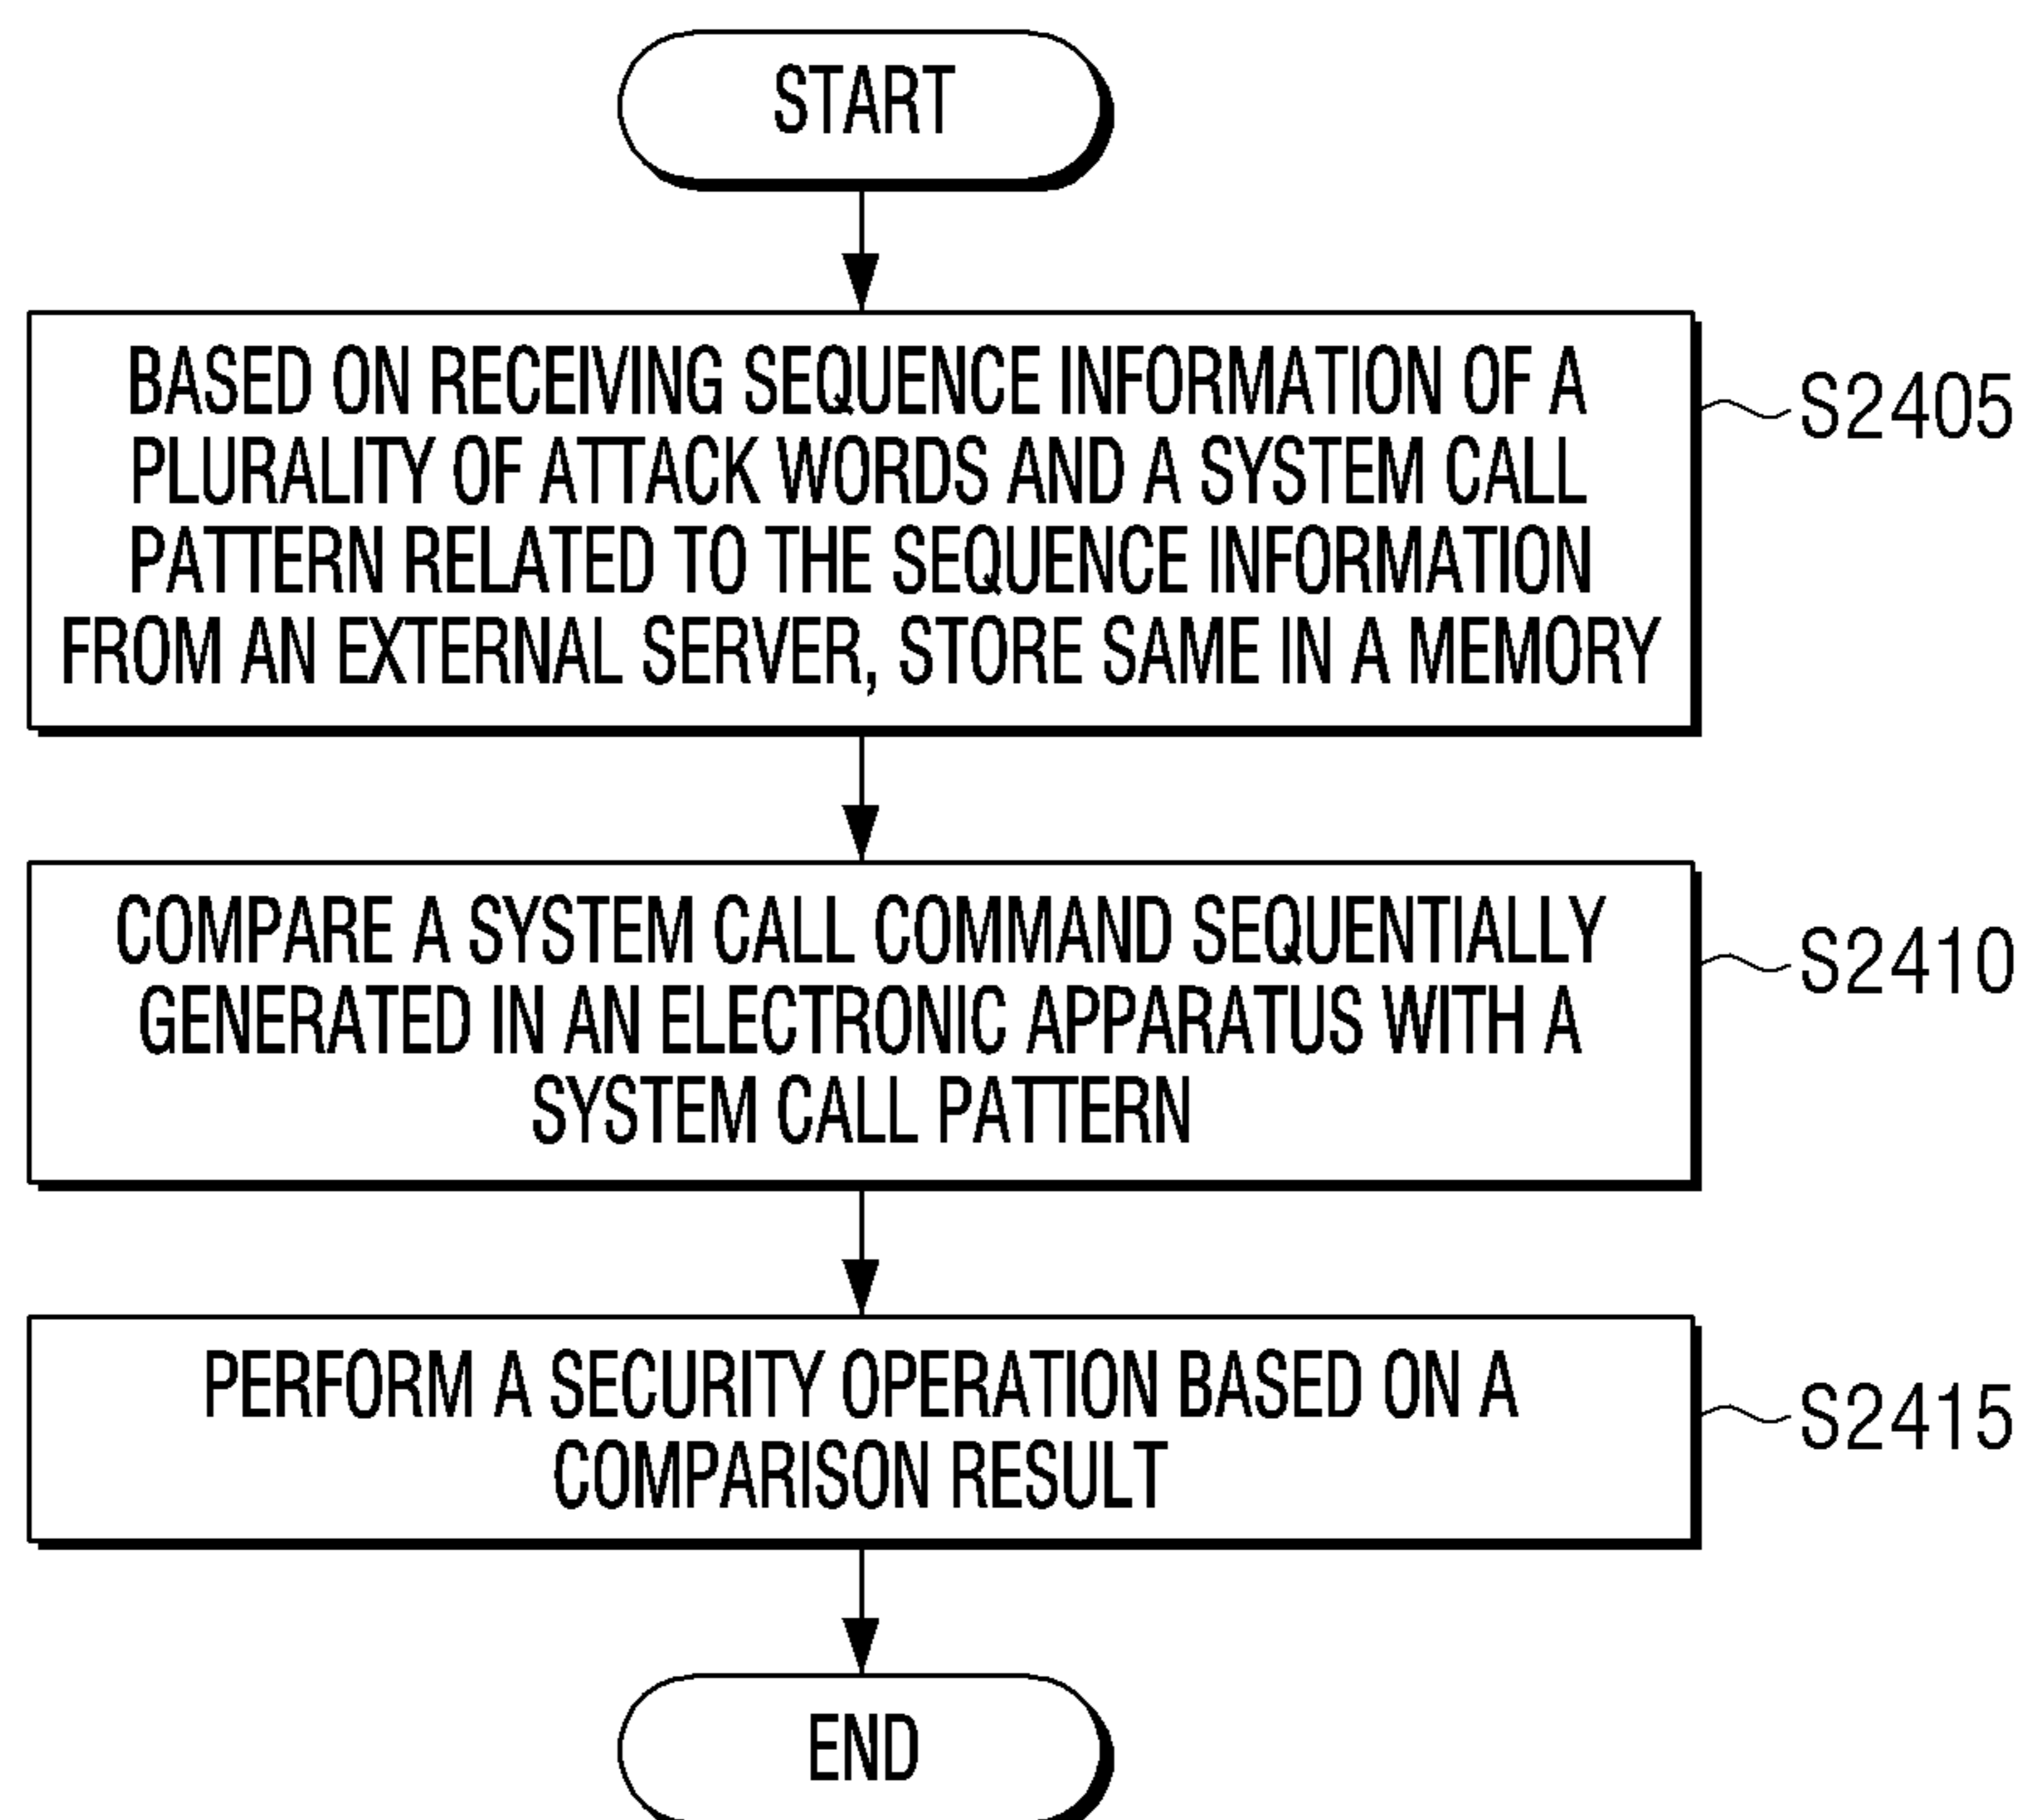 START
BASED ON RECEIVING SEQUENCE INFORMATION OF A
PLURALITY OF ATTACK WORDS AND A SYSTEM CALL
PATTERN RELATED TO THE SEQUENCE INFORMATION
FROM AN EXTERNAL SERVER, STORE SAME IN A MEMORY
S2405
COMPARE A SYSTEM CALL COMMAND SEQUENTIALLY
GENERATED IN AN ELECTRONIC APPARATUS WITH A
SYSTEM CALL PATTERN
S2410
PERFORM A SECURITY OPERATION BASED ON A
COMPARISON RESULT
S2415
END